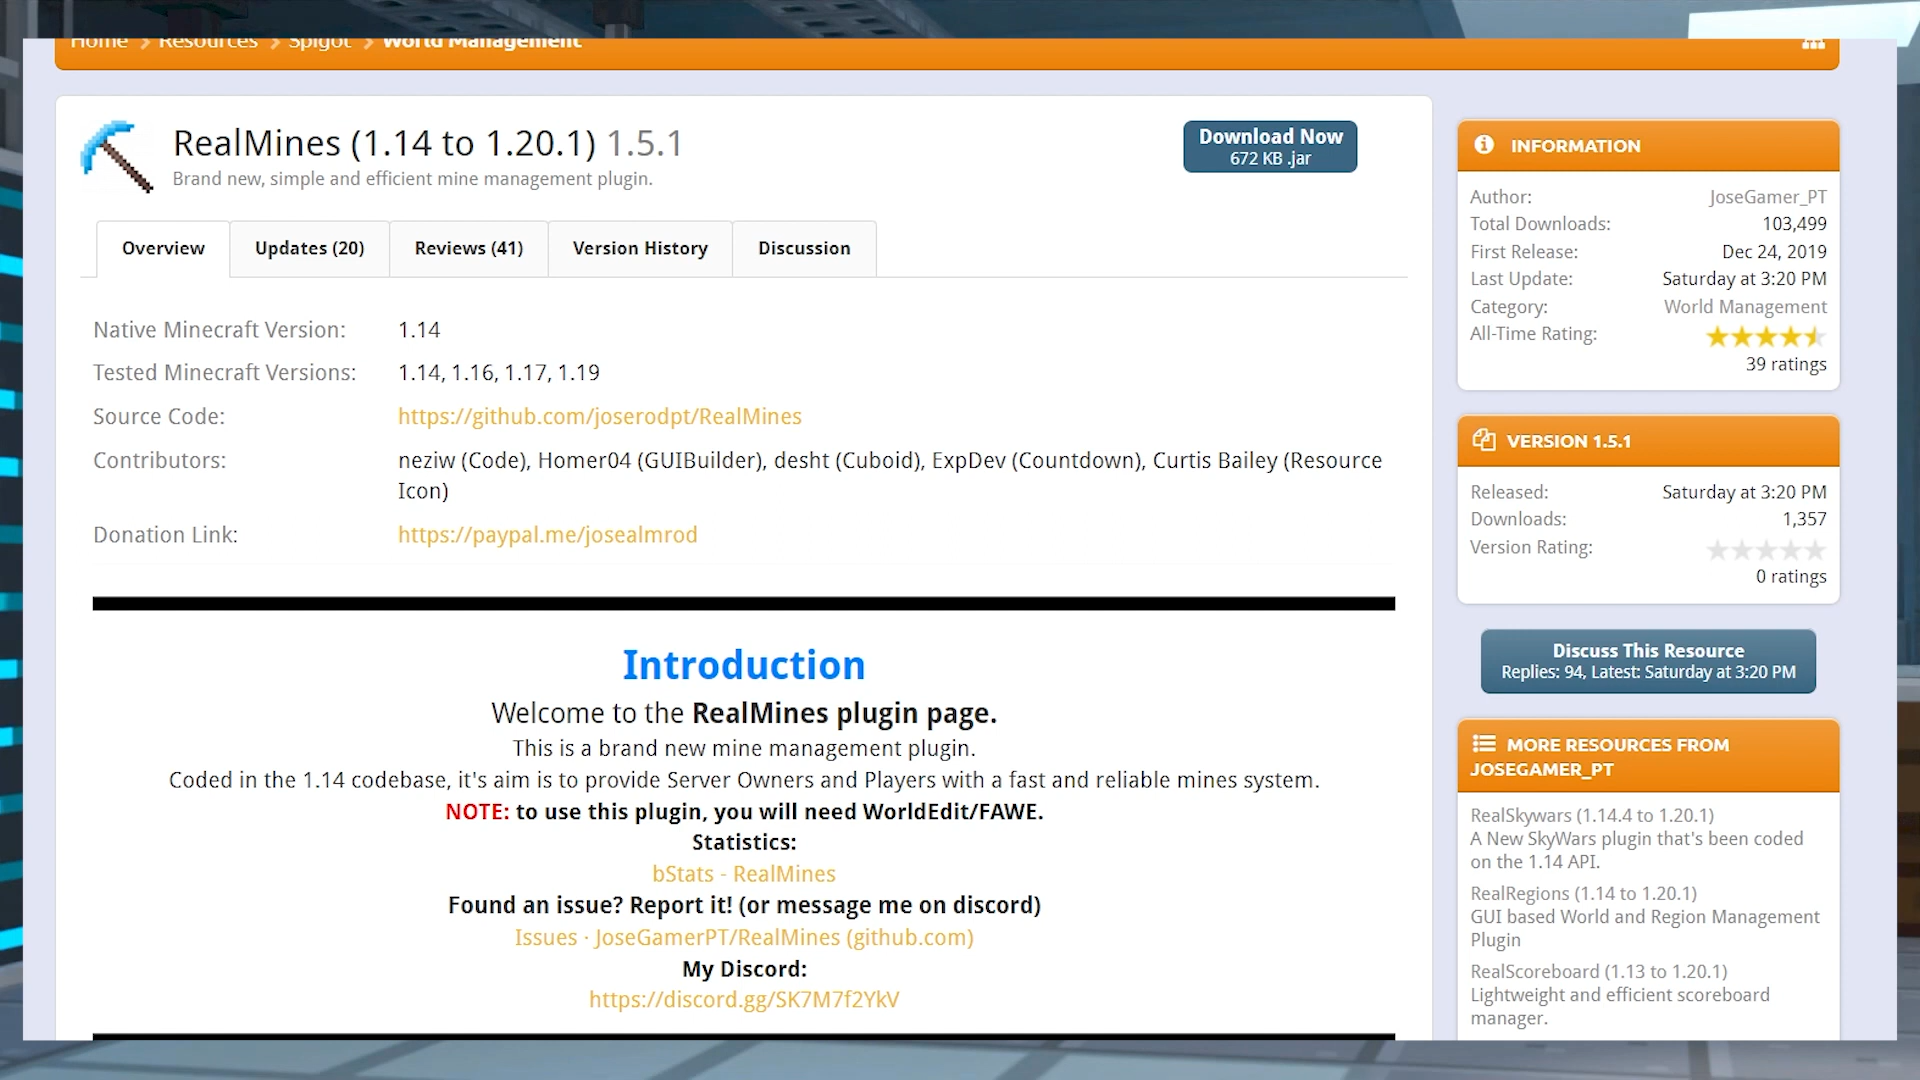 Home > Resources > Spigot > World Management
RealMines (1.14 to 1.20.1) 1.5.1
Brand new, simple and efficient mine management plugin.
Download Now
672 KB .jar
Overview
Updates (20)
Reviews (41)
Version History
Discussion
Native Minecraft Version: 1.14
Tested Minecraft Versions: 1.14, 1.16, 1.17, 1.19
Source Code: https://github.com/joserodpt/RealMines
Contributors: neziw (Code), Homer04 (GUIBuilder), desht (Cuboid), ExpDev (Countdown), Curtis Bailey (Resource
Icon)
Donation Link: https://paypal.me/josealmrod
Introduction
Welcome to the RealMines plugin page.
This is a brand new mine management plugin.
Coded in the 1.14 codebase, it's aim is to provide Server Owners and Players with a fast and reliable mines system.
NOTE: to use this plugin, you will need WorldEdit/FAWE.
Statistics:
bStats - RealMines
Found an issue? Report it! (or message me on discord)
Issues · JoseGamerPT/RealMines (github.com)
My Discord:
https://discord.gg/SK7M7f2YkV
INFORMATION
Author: JoseGamer_PT
Total Downloads: 103,499
First Release: Dec 24, 2019
Last Update: Saturday at 3:20 PM
Category: World Management
All-Time Rating:
39 ratings
VERSION 1.5.1
Released: Saturday at 3:20 PM
Downloads: 1,357
Version Rating:
0 ratings
Discuss This Resource
Replies: 94, Latest: Saturday at 3:20 PM
MORE RESOURCES FROM
JOSEGAMER_PT
RealSkywars (1.14.4 to 1.20.1)
A New SkyWars plugin that's been coded
on the 1.14 API.
RealRegions (1.14 to 1.20.1)
GUI based World and Region Management
Plugin
RealScoreboard (1.13 to 1.20.1)
Lightweight and efficient scoreboard
manager.